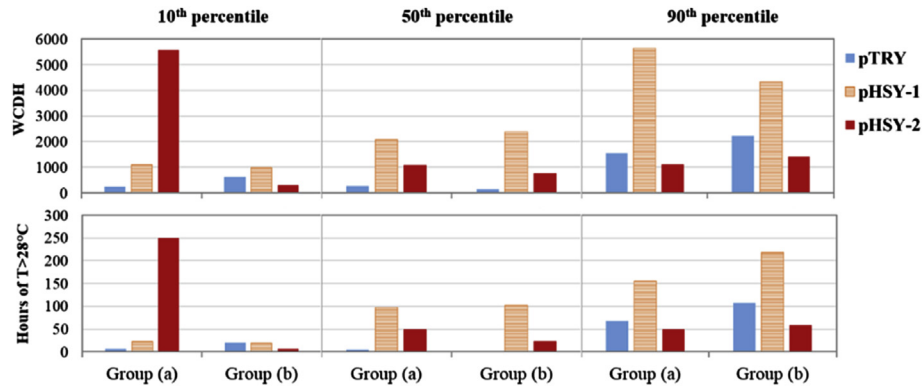 10th percentile 50th percentile 90th percentile
6000
5000
4000
3000
2000
1000
0
WCDH
pTRY
pHSY-1
pHSY-2
300
250
200
150
100
50
0
Hours of T>28°C
Group (a) Group (b) Group (a) Group (b) Group (a) Group (b)